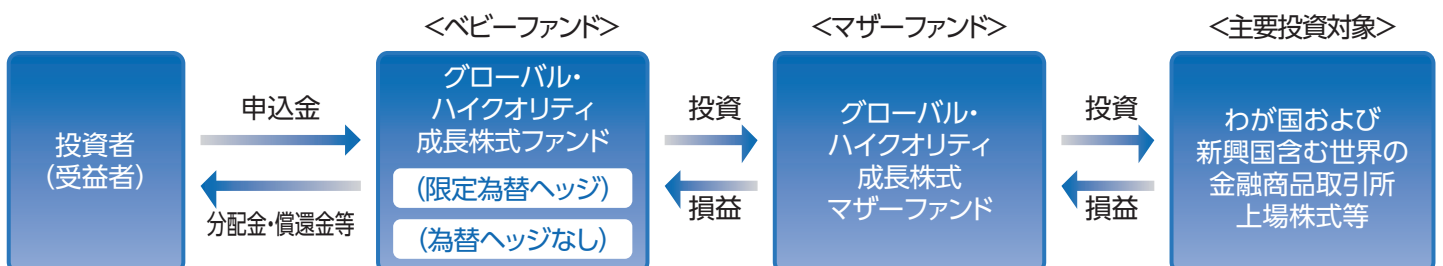 <ベビーファンド>
<マザーファンド>
<主要投資対象>
投資者
(受益者)
申込金
分配金・償還金等
グローバル・
ハイクオリティ
成長株式ファンド
(限定為替ヘッジ)
(為替ヘッジなし)
投資
損益
グローバル・
ハイクオリティ
成長株式
マザーファンド
投資
損益
わが国および
新興国含む世界の
金融商品取引所
上場株式等